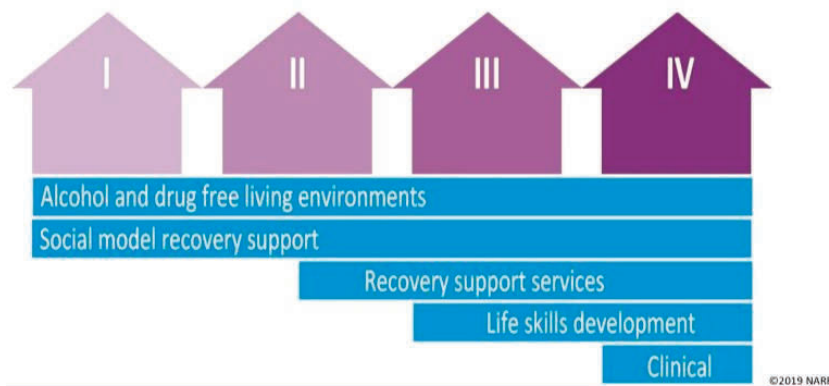 I II III IV
Alcohol and drug free living environments
Social model recovery support
Recovery support services
Life skills development
Clinical
©2019